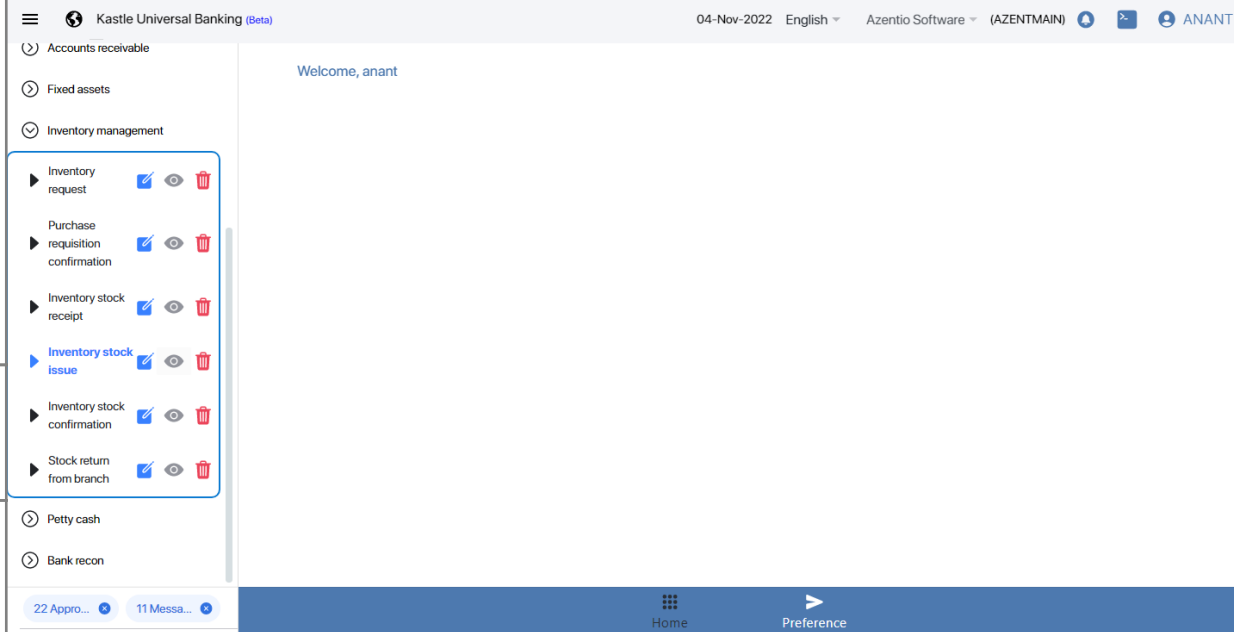 Kastle Universal Banking (Beta)
04-Nov-2022 English Azentio Software (AZENTMAIN) ANANT
Accounts receivable
Welcome, anant
Fixed assets
Inventory management
Inventory
request
Purchase
requisition
confirmation
Inventory stock
receipt
Inventory stock
issue
Inventory stock
confirmation
Stock return
from branch
Petty cash
Bank recon
22 Appro...
11 Messa...
Home
Preference